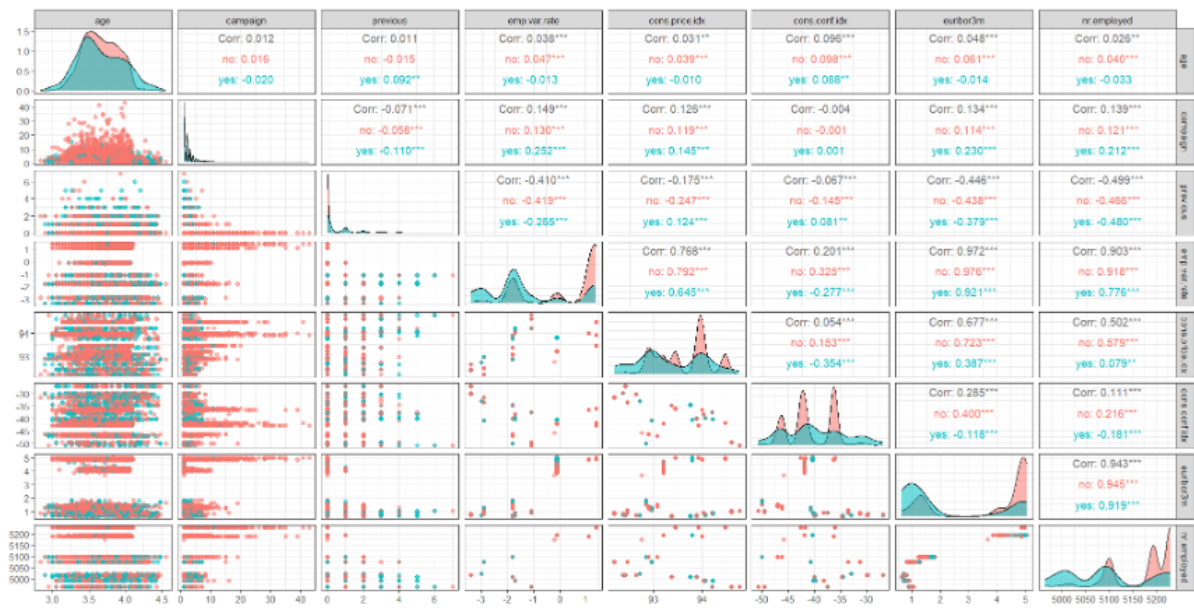 age campaign previous emp.var.rate cons.price.idx cons.conf.idx euribor3m nr.employed
1.5 Corr: 0.012 Corr: 0.011 Corr: 0.038*** Corr: 0.031** Corr: 0.096*** Corr: 0.048*** Corr: 0.026** age
1.0 no: 0.016 no: -0.015 no: 0.047*** no: 0.039*** no: 0.098*** no: 0.061*** no: 0.040***
0.5 yes: -0.020 yes: 0.092** yes: -0.013 yes: -0.010 yes: 0.088** yes: -0.014 yes: -0.033
0.0
40 Corr: -0.071*** Corr: 0.149*** Corr: 0.126*** Corr: -0.004 Corr: 0.134*** Corr: 0.139*** campaign
30 no: -0.058*** no: 0.130*** no: 0.119*** no: -0.001 no: 0.114*** no: 0.121***
20
10 yes: -0.110*** yes: 0.252*** yes: 0.145*** yes: 0.001 yes: 0.230*** yes: 0.212***
0
6 Corr: -0.410*** Corr: -0.175*** Corr: -0.067*** Corr: -0.446*** Corr: -0.499*** previous
4 no: -0.419*** no: -0.247*** no: -0.145*** no: -0.438*** no: -0.466***
2 yes: -0.265*** yes: 0.124*** yes: 0.081** yes: -0.379*** yes: -0.480***
0
1 Corr: 0.768*** Corr: 0.201*** Corr: 0.972*** Corr: 0.903*** emp.var.rate
0
-1 no: 0.792*** no: 0.325*** no: 0.976*** no: 0.918***
-2 yes: 0.645*** yes: -0.277*** yes: 0.921*** yes: 0.776***
-3
Corr: 0.054*** Corr: 0.677*** Corr: 0.502*** cons.price.idx
94 no: 0.153*** no: 0.723*** no: 0.579***
93 yes: -0.354*** yes: 0.387*** yes: 0.079**
-30 Corr: 0.285*** Corr: 0.111*** cons.conf.idx
-35
-40 no: 0.400*** no: 0.216***
-45 yes: -0.118*** yes: -0.181***
-50
5 Corr: 0.943*** euribor3m
4
3 no: 0.945***
2 yes: 0.919***
1
5200 nr.employed
5150
5100
5050
5000
3.0 3.5 4.0 4.5 0 10 20 30 40 0 2 4 6 -3 -2 -1 0 1 93 94 -50 -45 -40 -35 -30 1 2 3 4 5 5000 5050 5100 5150 5200